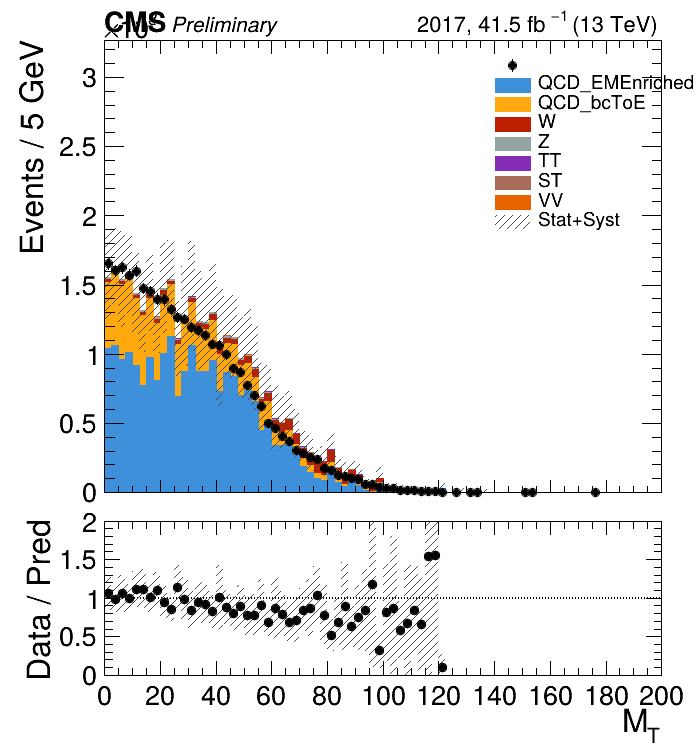 CMS Preliminary 2017, 41.5 fb⁻¹ (13 TeV)
Events / 5 GeV
3
2.5
2
1.5
1
0.5
0
QCD_EMEnriched
QCD_bcToE
W
Z
TT
ST
VV
Stat+Syst
Data / Pred
2
1.5
1
0.5
0
0 20 40 60 80 100 120 140 160 180 200
M_T